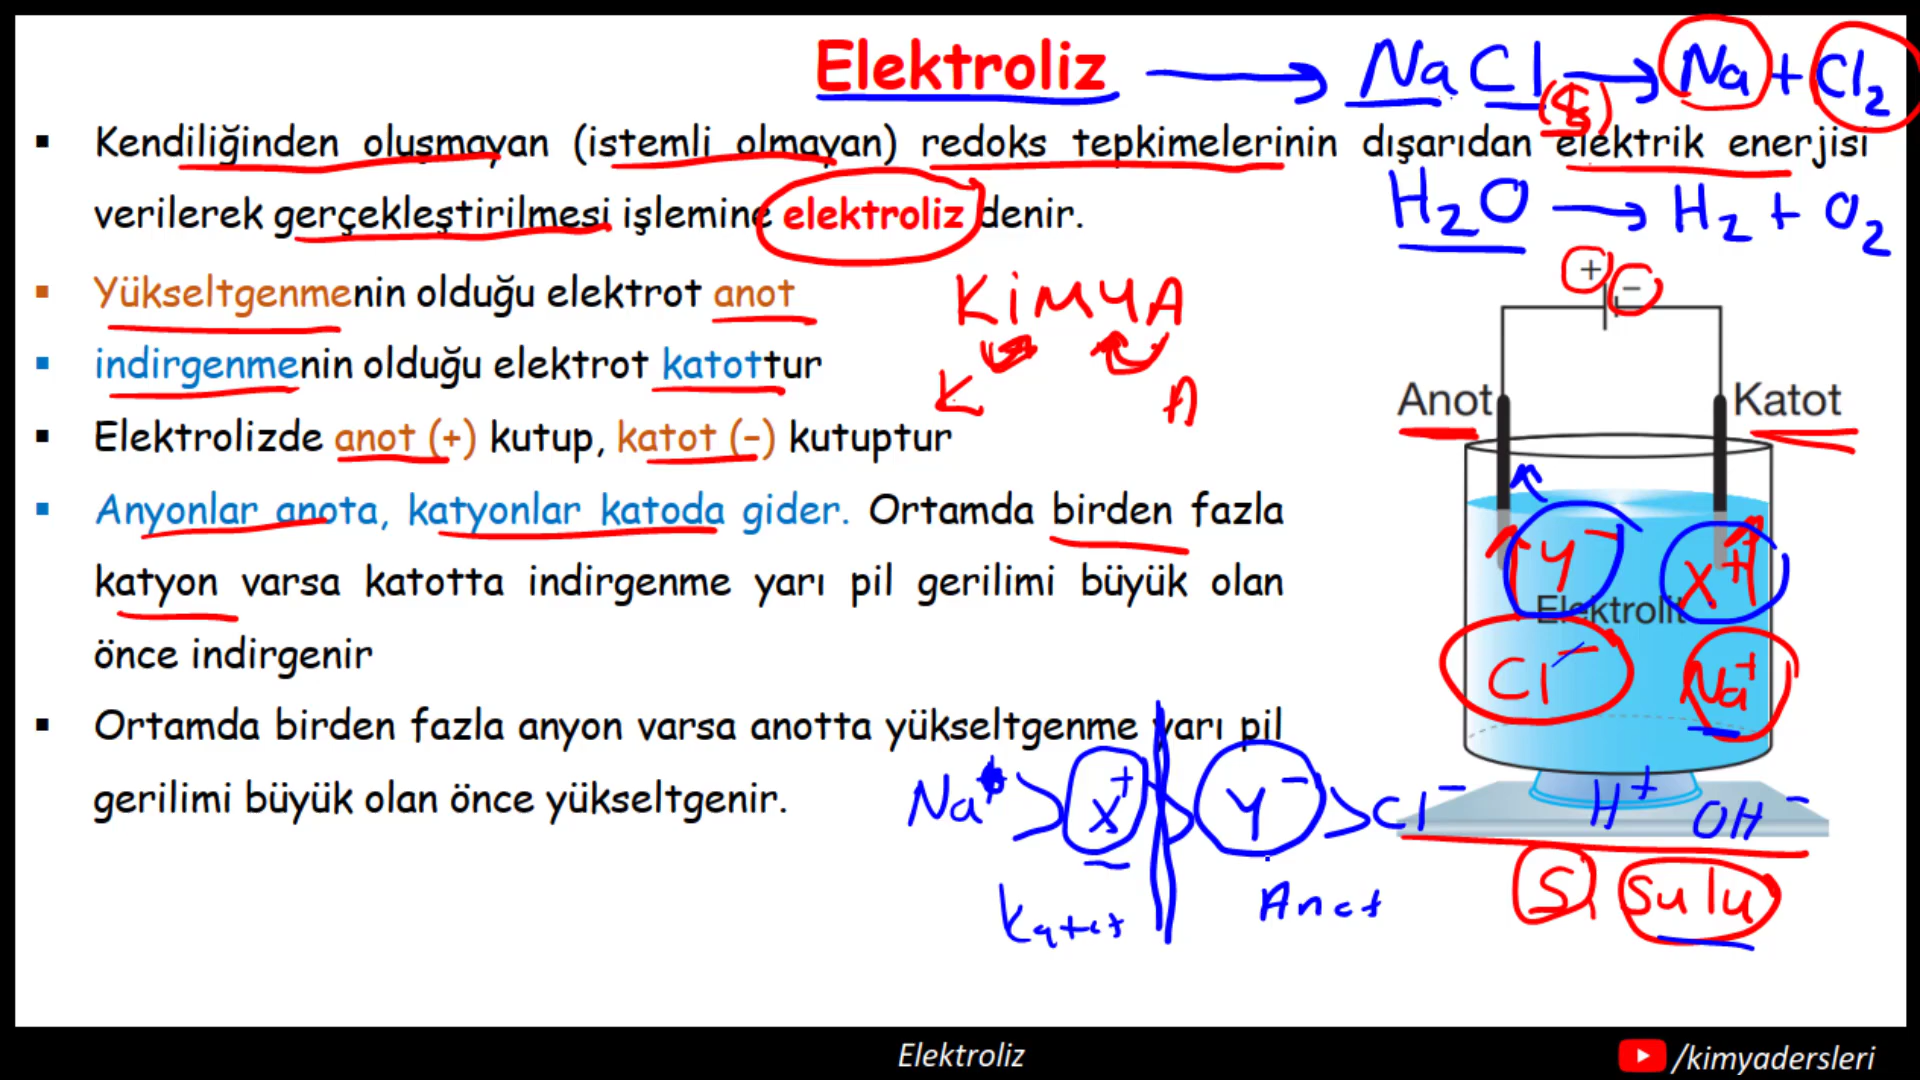 Elektroliz
NaCl(s) → Na + Cl2
Kendiliğinden oluşmayan (istemli olmayan) redoks tepkimelerinin dışarıdan elektrik enerjisi
verilerek gerçekleştirilmesi işlemine elektroliz denir.
H2O → H2 + O2
Yükseltgenmenin olduğu elektrot anot
KİMYA
+ −
indirgenmenin olduğu elektrot kattottur
K A
Anot Katot
Elektrolizde anot (+) kutup, katot (-) kutuptur
Anyonlar anota, katyonlar katoda gider. Ortamda birden fazla
katyon varsa katotta indirgenme yarı pil gerilimi büyük olan
önce indirgenir
Y− X+
Elektrolit
Cl− Na+
Ortamda birden fazla anyon varsa anotta yükseltgenme yarı pil
gerilimi büyük olan önce yükseltgenir.
Na+ > X+ > Y− > Cl−
H+ OH−
Katot Anot
S Sulu
Elektroliz
/kimyadersleri